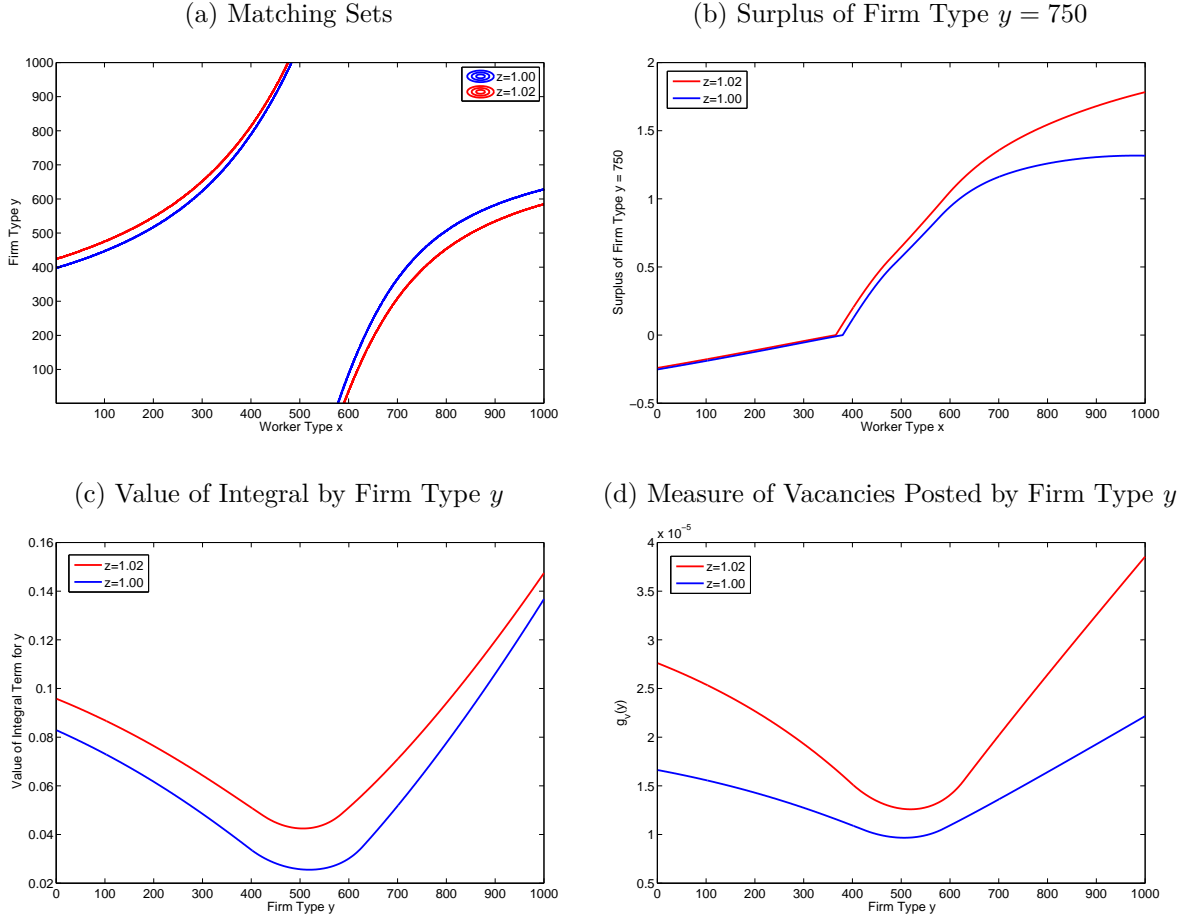 (a) Matching Sets
1000
900
800
700
600
500
400
300
200
100
100 200 300 400 500 600 700 800 900 1000
Firm Type y
Worker Type x
z=1.00
z=1.02
(b) Surplus of Firm Type y = 750
2
1.5
1
0.5
0
−0.5
0 100 200 300 400 500 600 700 800 900 1000
Surplus of Firm Type y = 750
Worker Type x
z=1.02
z=1.00
(c) Value of Integral by Firm Type y
0.16
0.14
0.12
0.1
0.08
0.06
0.04
0.02
0 100 200 300 400 500 600 700 800 900 1000
Value of Integral Term for y
Firm Type y
z=1.02
z=1.00
(d) Measure of Vacancies Posted by Firm Type y
x 10⁻⁵
4
3.5
3
2.5
2
1.5
1
0.5
0 100 200 300 400 500 600 700 800 900 1000
g_v(y)
Firm Type y
z=1.02
z=1.00